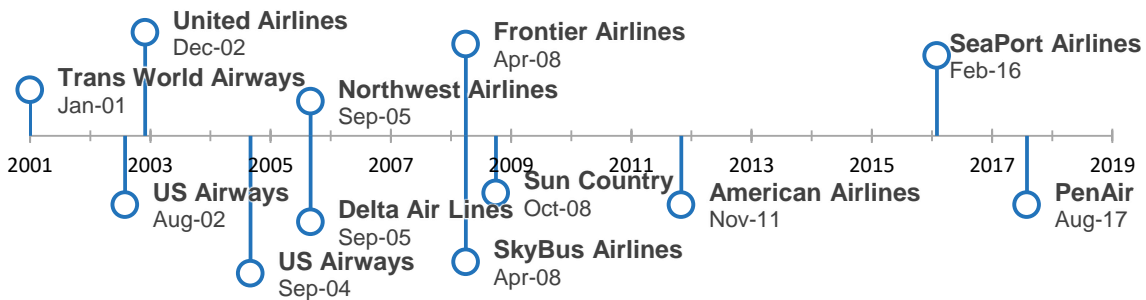 United Airlines
Dec-02
Frontier Airlines
Apr-08
SeaPort Airlines
Feb-16
Trans World Airways
Jan-01
Northwest Airlines
Sep-05
2001 2003 2005 2007 2009 2011 2013 2015 2017 2019
US Airways
Aug-02
Sun Country
Oct-08
American Airlines
Nov-11
PenAir
Aug-17
Delta Air Lines
Sep-05
US Airways
Sep-04
SkyBus Airlines
Apr-08